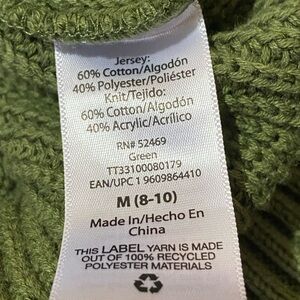 Jersey:
60% Cotton/Algodón
40% Polyester/Poliéster
Knit/Tejido:
60% Cotton/Algodón
40% Acrylic/Acrílico
RN# 52469
Green
TT33100080179
EAN/UPC 1 9609864410
M (8-10)
Made In/Hecho En
China
THIS LABEL YARN IS MADE
OUT OF 100% RECYCLED
POLYESTER MATERIALS